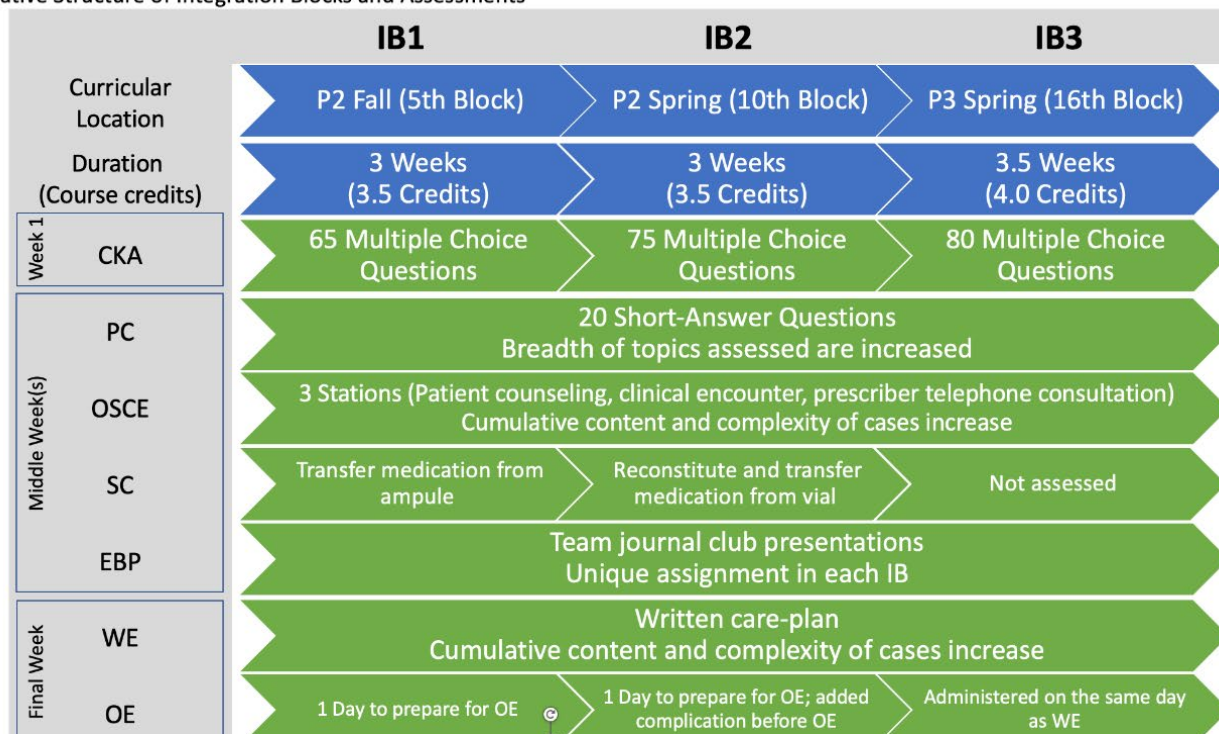 ative Structure of Integration Blocks and Assessments
IB1 IB2 IB3
Curricular
Location
P2 Fall (5th Block) P2 Spring (10th Block) P3 Spring (16th Block)
Duration
(Course credits)
3 Weeks
(3.5 Credits)
3 Weeks
(3.5 Credits)
3.5 Weeks
(4.0 Credits)
Week 1
CKA
65 Multiple Choice
Questions
75 Multiple Choice
Questions
80 Multiple Choice
Questions
Middle Week(s)
PC
20 Short-Answer Questions
Breadth of topics assessed are increased
OSCE
3 Stations (Patient counseling, clinical encounter, prescriber telephone consultation)
Cumulative content and complexity of cases increase
SC
Transfer medication from
ampule
Reconstitute and transfer
medication from vial
Not assessed
EBP
Team journal club presentations
Unique assignment in each IB
Final Week
WE
Written care-plan
Cumulative content and complexity of cases increase
OE
1 Day to prepare for OE
1 Day to prepare for OE; added
complication before OE
Administered on the same day
as WE